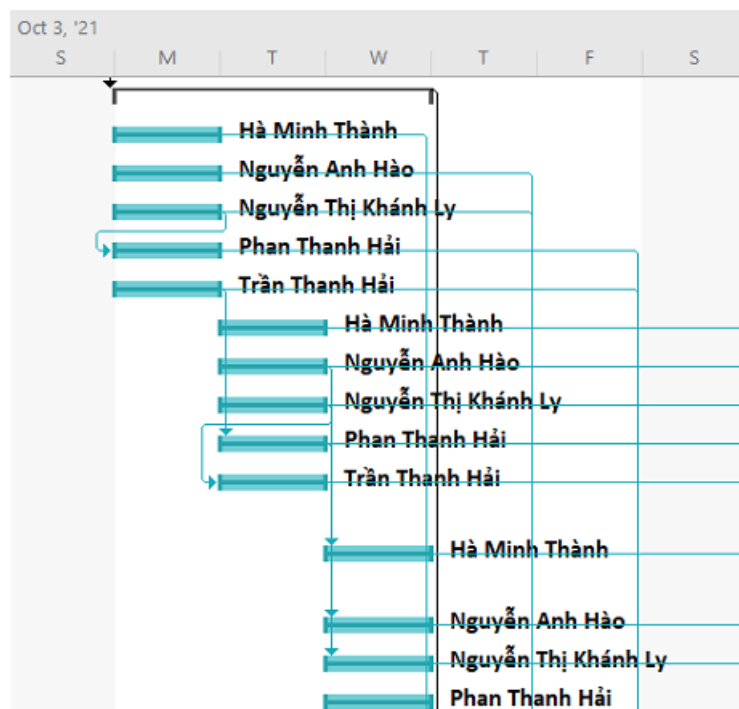 Oct 3, '21
S M T W T F S
Hà Minh Thành
Nguyễn Anh Hào
Nguyễn Thị Khánh Ly
Phan Thanh Hải
Trần Thanh Hải
Hà Minh Thành
Nguyễn Anh Hào
Nguyễn Thị Khánh Ly
Phan Thanh Hải
Trần Thanh Hải
Hà Minh Thành
Nguyễn Anh Hào
Nguyễn Thị Khánh Ly
Phan Thanh Hải